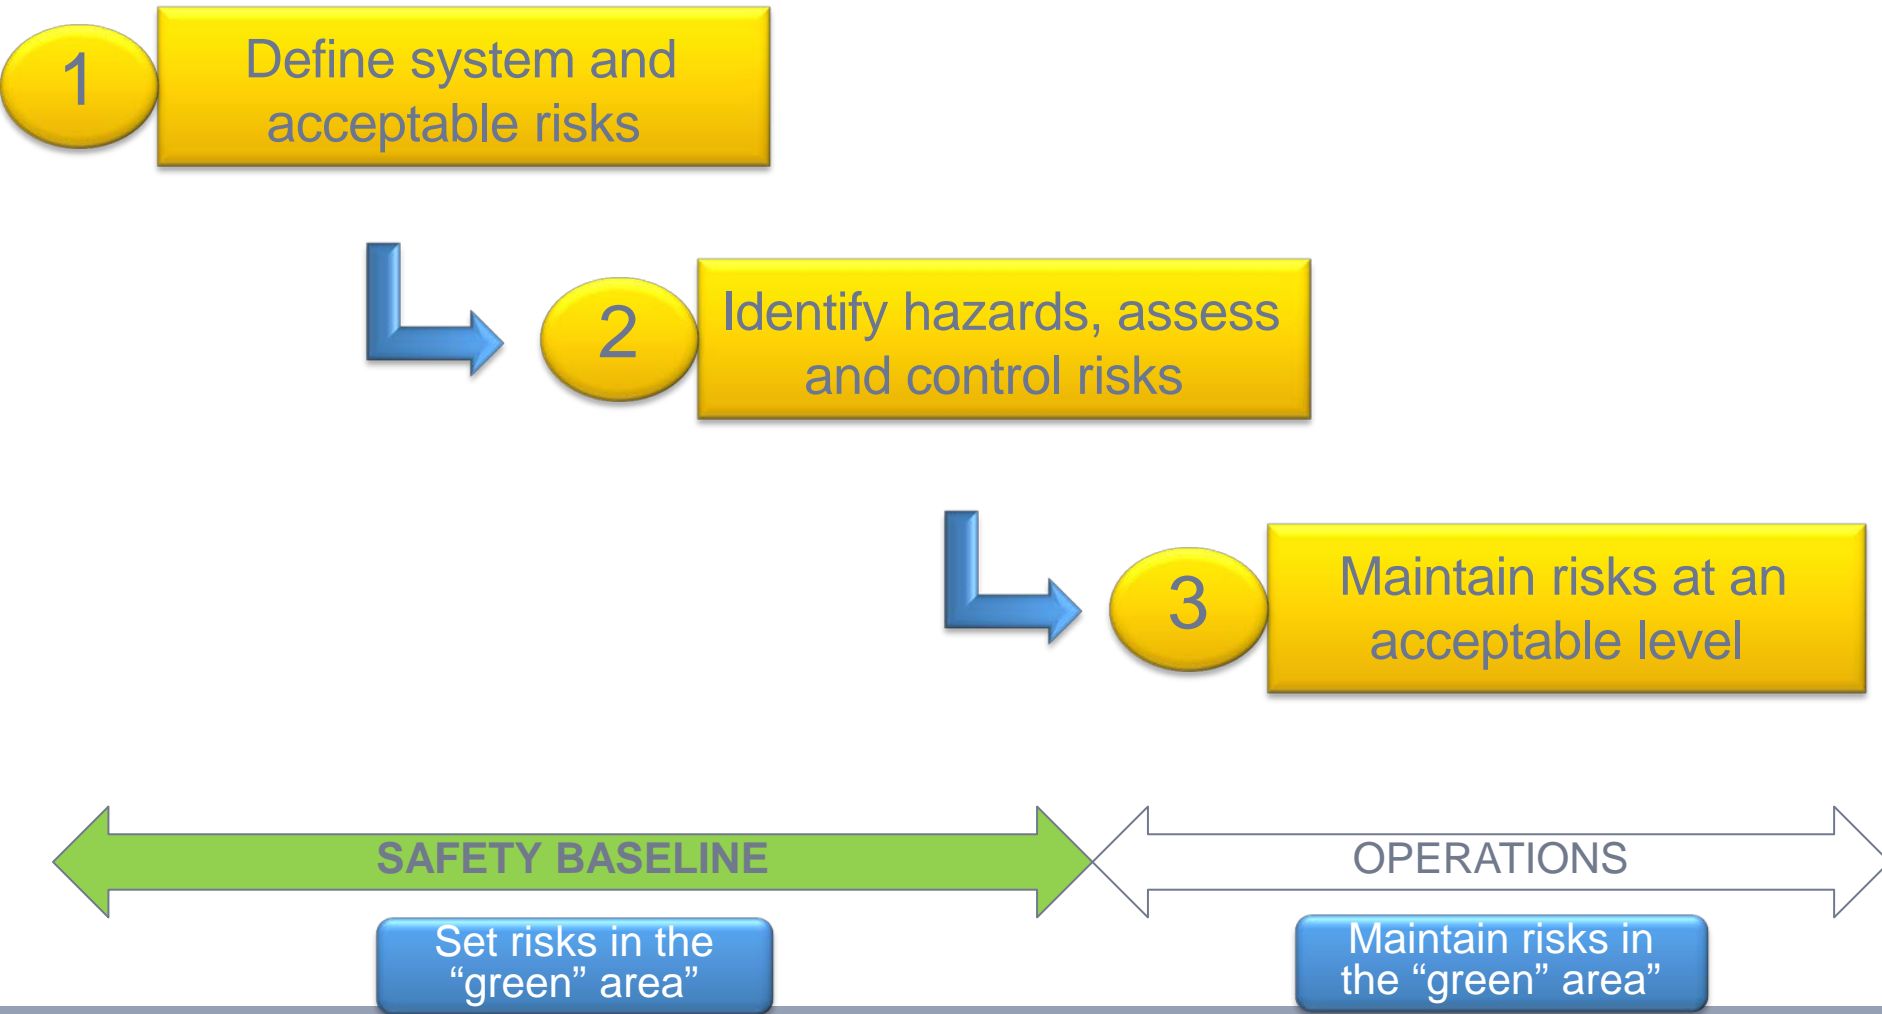 1
Define system and
acceptable risks
2
Identify hazards, assess
and control risks
3
Maintain risks at an
acceptable level
SAFETY BASELINE
OPERATIONS
Set risks in the
“green” area”
Maintain risks in
the “green” area”